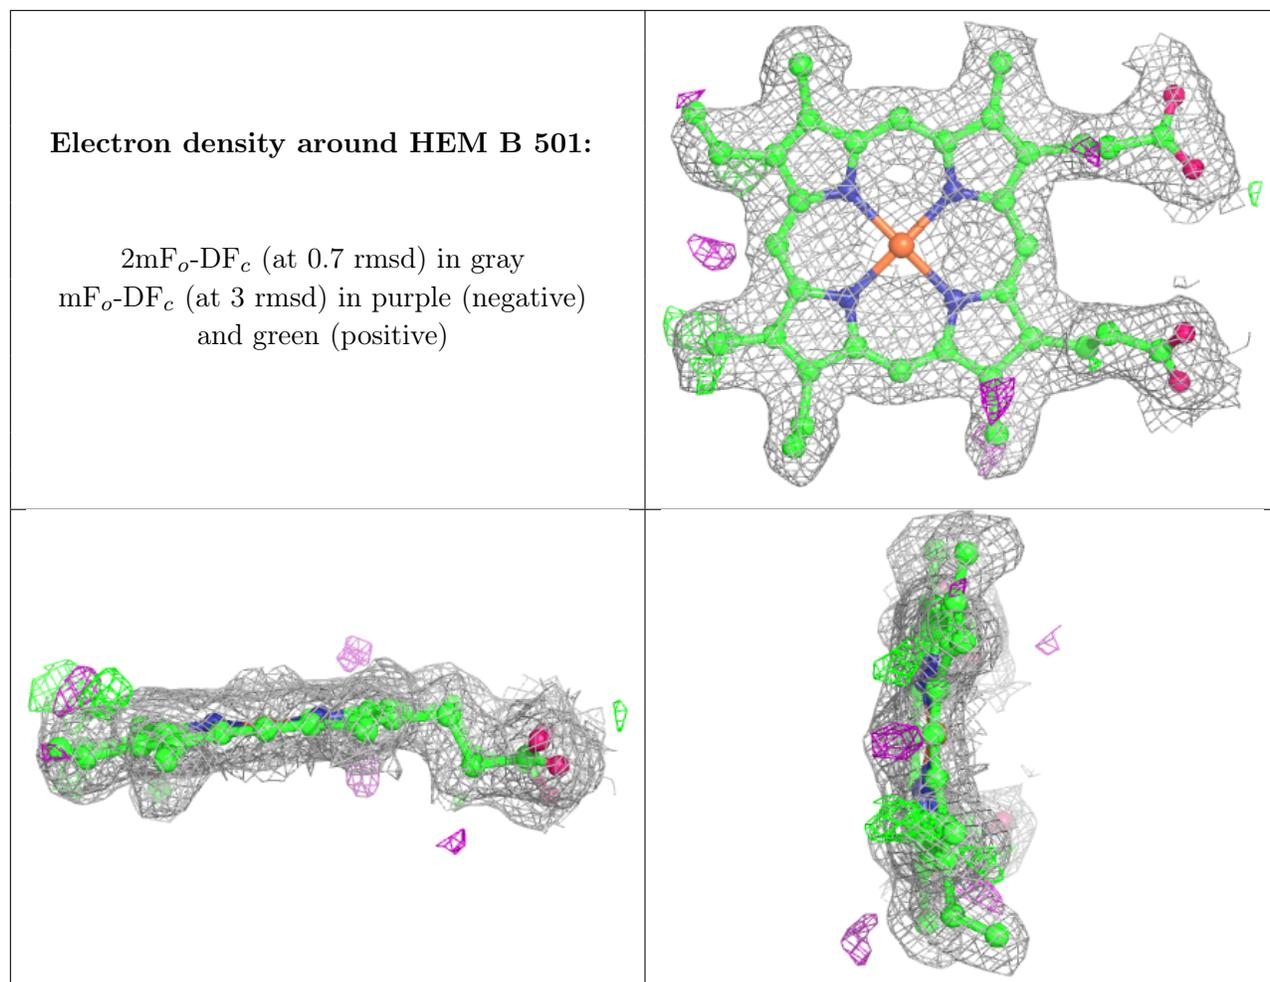 Electron density around HEM B 501:
2mFo-DFc (at 0.7 rmsd) in gray
mFo-DFc (at 3 rmsd) in purple (negative)
and green (positive)